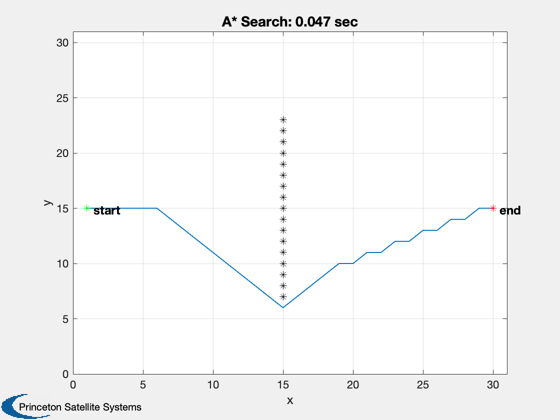 A* Search: 0.047 sec
30
25
20
y
15
start
end
10
5
0
0 5 10 15 20 25 30
x
Princeton Satellite Systems